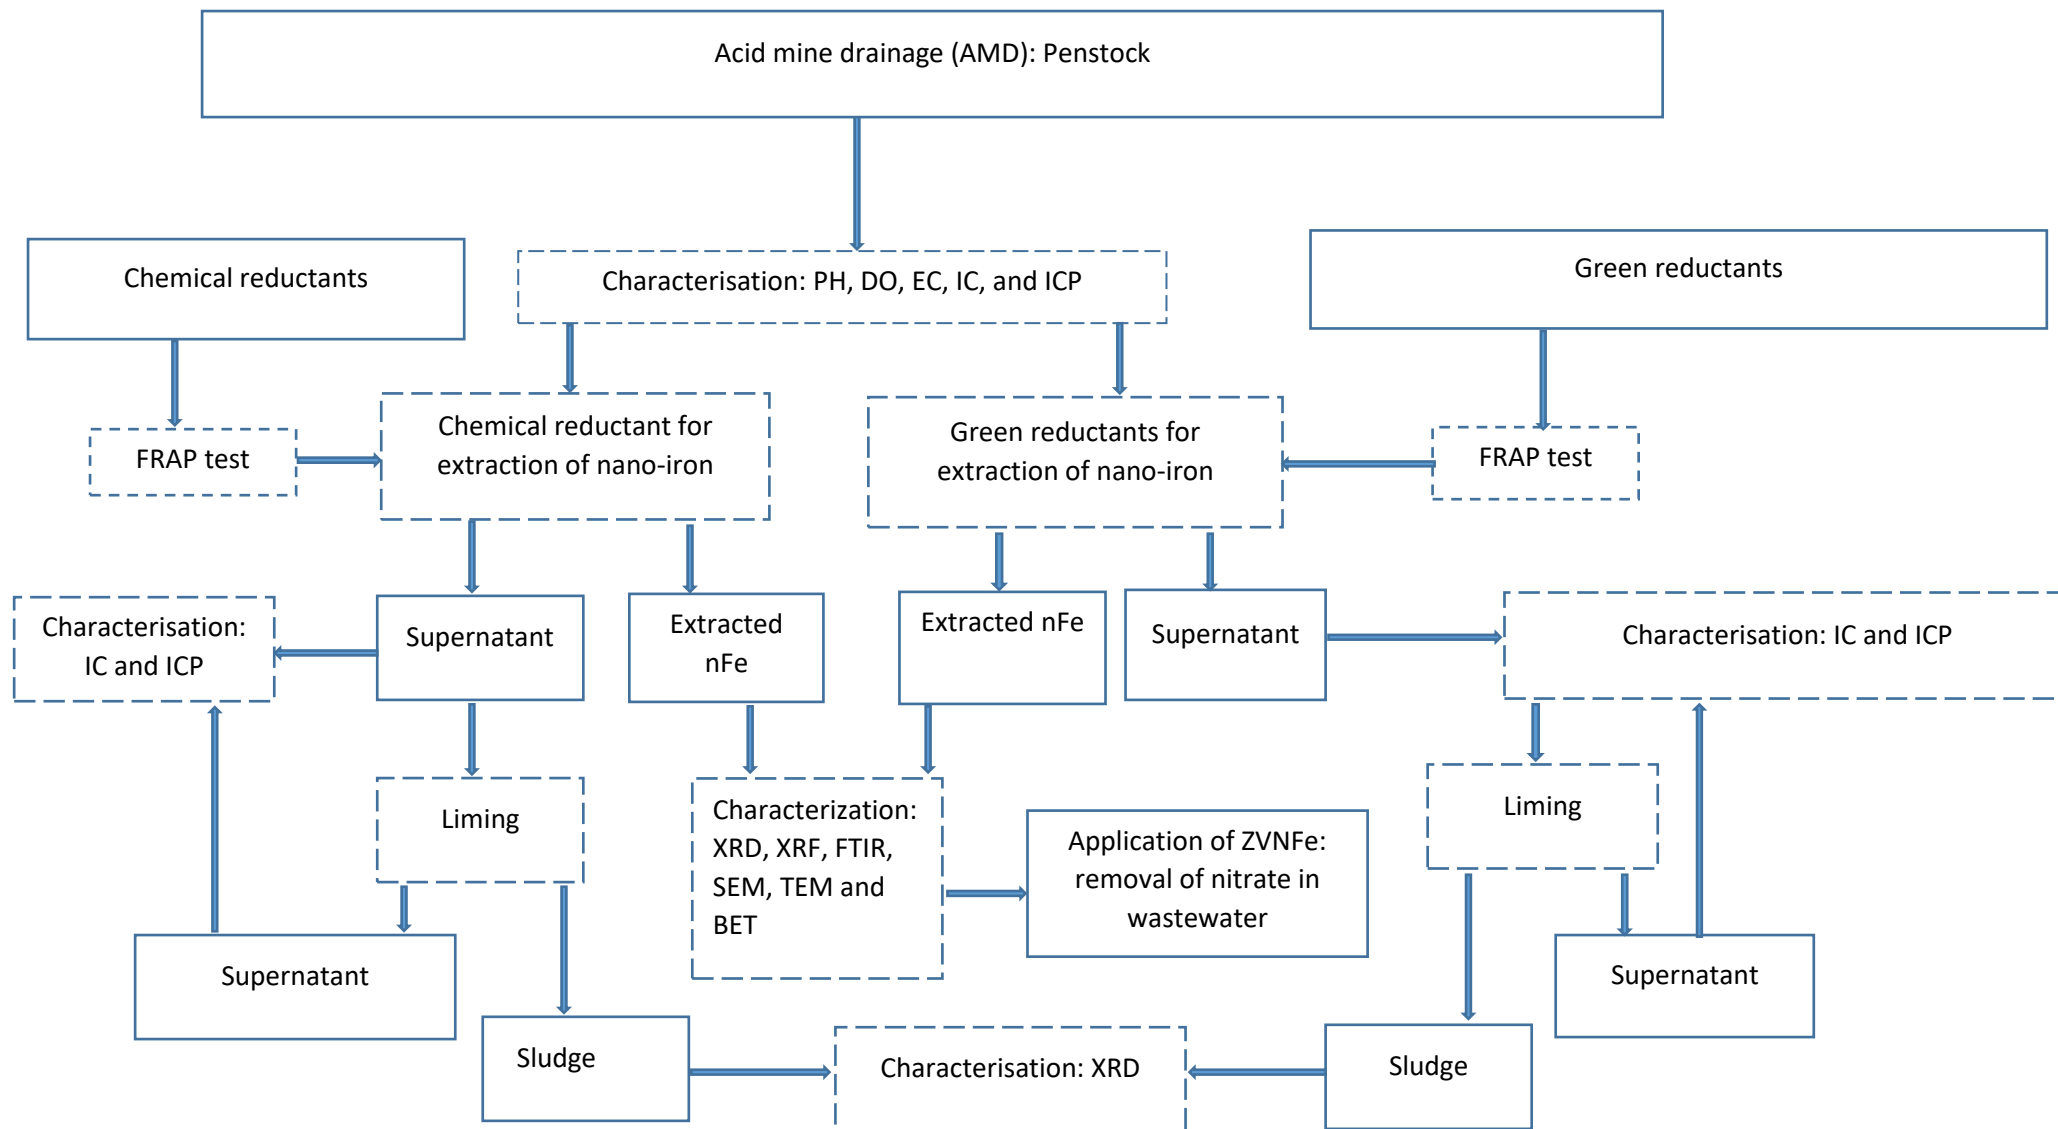 Acid mine drainage (AMD): Penstock
Chemical reductants
Characterisation: PH, DO, EC, IC, and ICP
Green reductants
FRAP test
Chemical reductant for
extraction of nano-iron
Green reductants for
extraction of nano-iron
FRAP test
Characterisation:
IC and ICP
Supernatant
Extracted
nFe
Extracted nFe
Supernatant
Characterisation: IC and ICP
Liming
Characterization:
XRD, XRF, FTIR,
SEM, TEM and
BET
Application of ZVNFe:
removal of nitrate in
wastewater
Liming
Supernatant
Supernatant
Sludge
Characterisation: XRD
Sludge